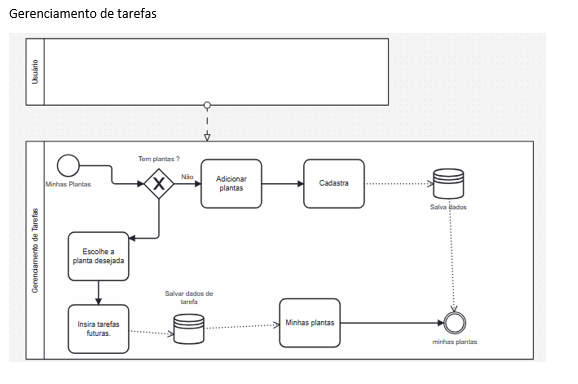 Gerenciamento de tarefas
Usuário
Gerenciamento de Tarefas
Minhas Plantas
Tem plantas ?
Não
Adicionar
plantas
Cadastra
Salva dados
Escolhe a
planta desejada
Insira tarefas
futuras.
Salvar dados de
tarefa
Minhas plantas
minhas plantas